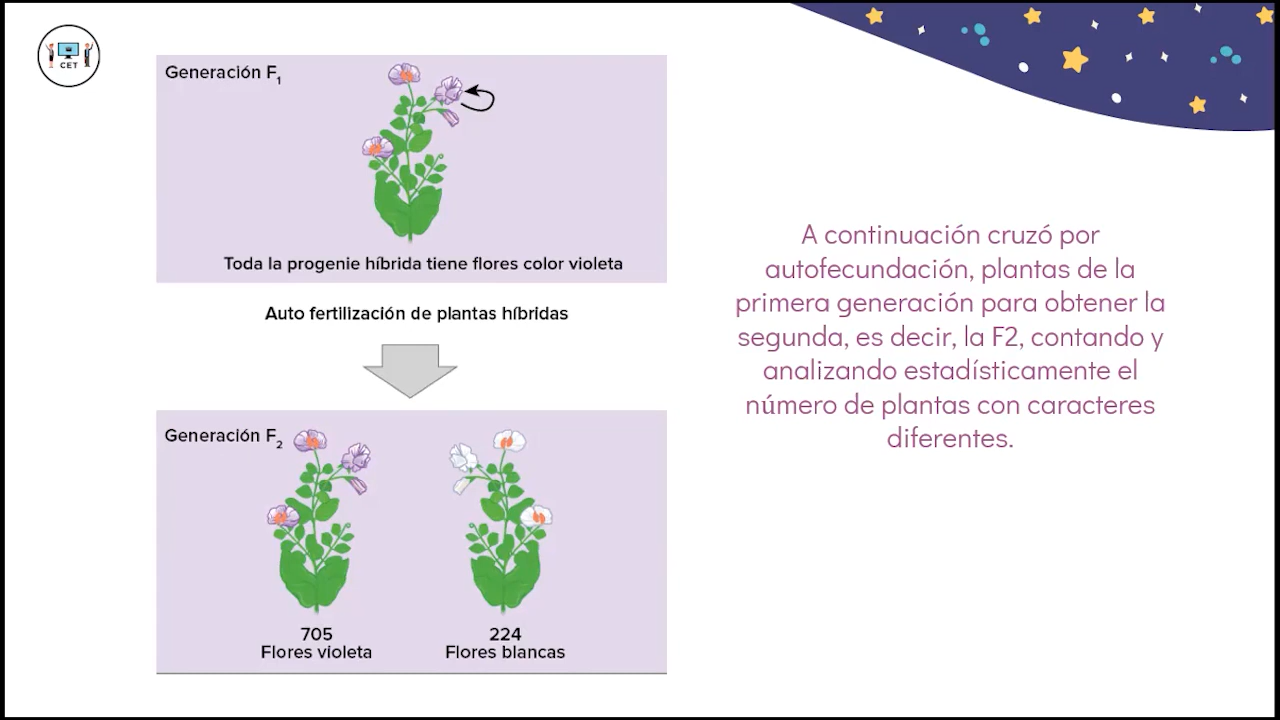 CET
Generación F1
Toda la progenie híbrida tiene flores color violeta
Auto fertilización de plantas híbridas
Generación F2
705
Flores violeta
224
Flores blancas
A continuación cruzó por
autofecundación, plantas de la
primera generación para obtener la
segunda, es decir, la F2, contando y
analizando estadísticamente el
número de plantas con caracteres
diferentes.